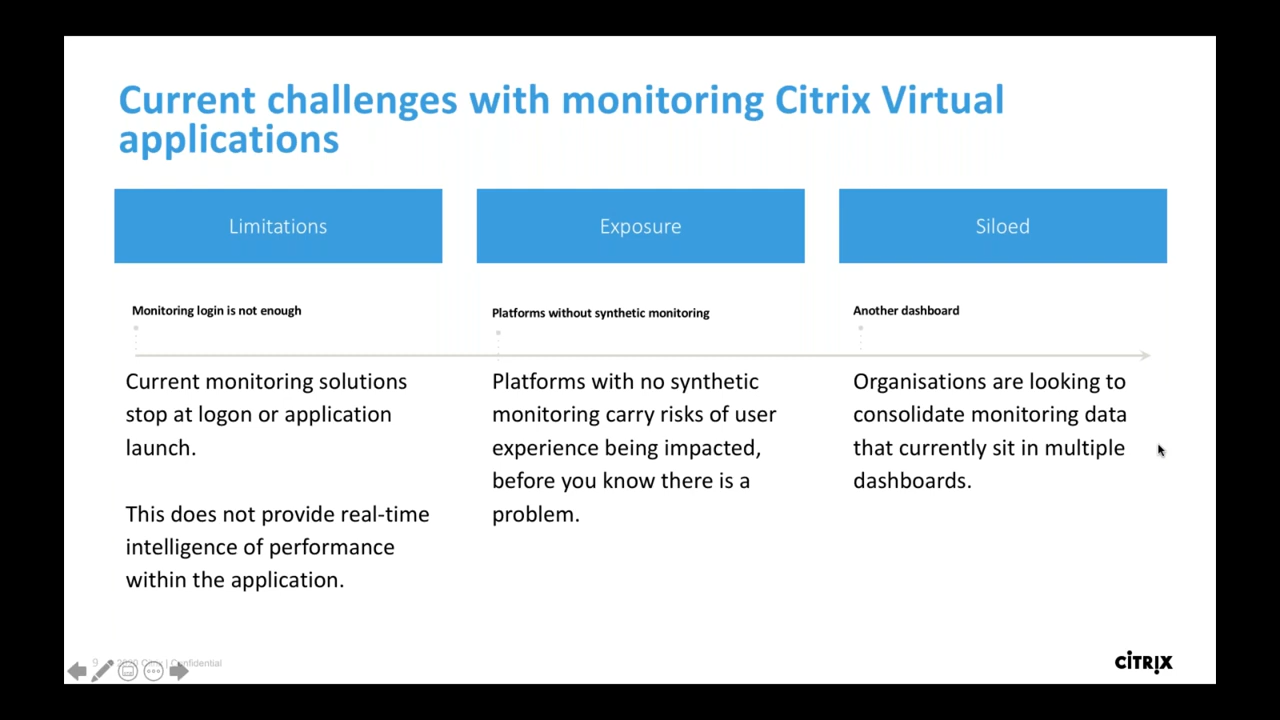 Current challenges with monitoring Citrix Virtual
applications
Limitations
Exposure
Siloed
Monitoring login is not enough
Platforms without synthetic monitoring
Another dashboard
Current monitoring solutions
stop at logon or application
launch.
This does not provide real-time
intelligence of performance
within the application.
Platforms with no synthetic
monitoring carry risks of user
experience being impacted,
before you know there is a
problem.
Organisations are looking to
consolidate monitoring data
that currently sit in multiple
dashboards.
9
Citrix | Confidential
CITRIX